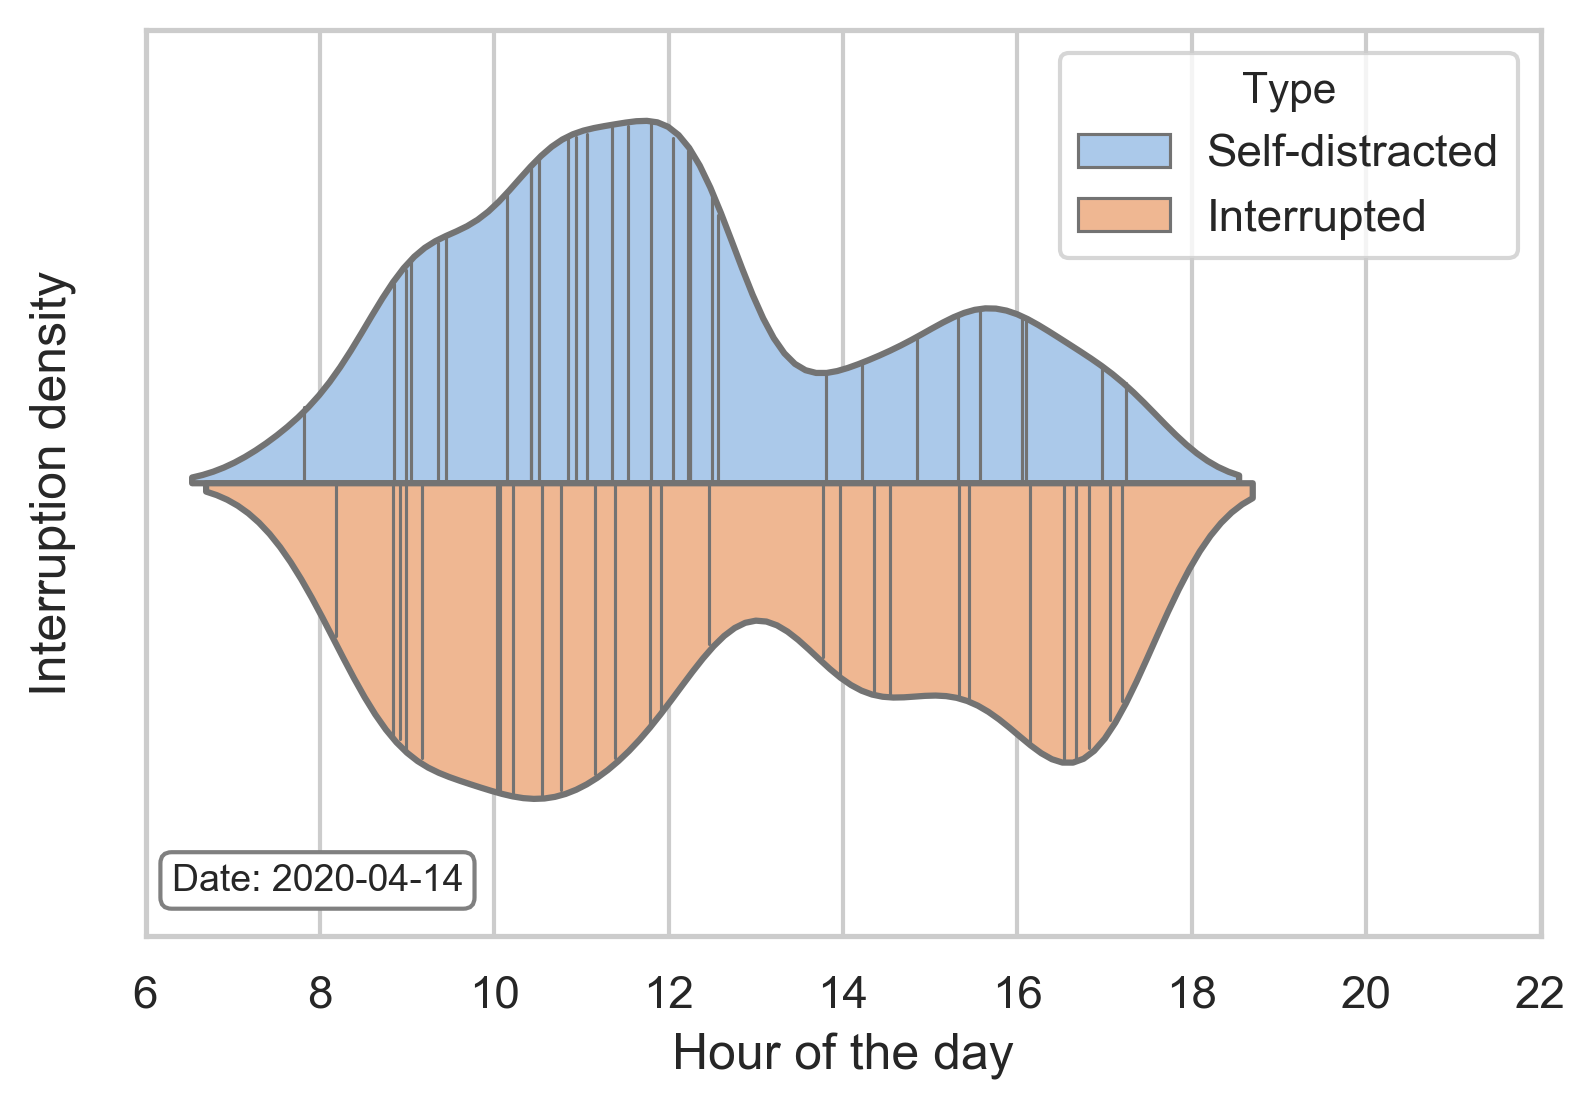 Type
Self-distracted
Interrupted
Interruption density
Date: 2020-04-14
6 8 10 12 14 16 18 20 22
Hour of the day